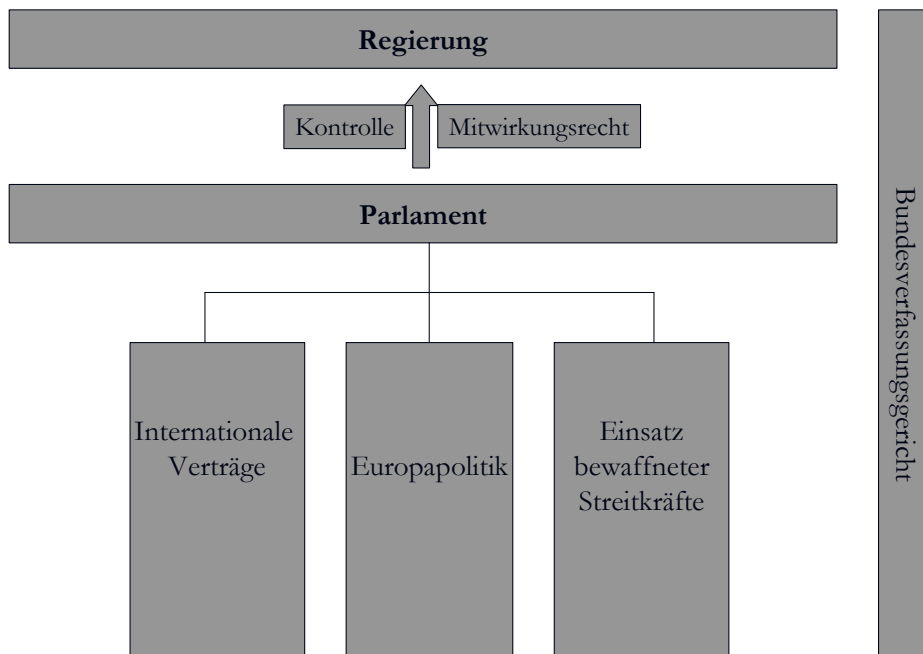 Regierung
Kontrolle
Mitwirkungsrecht
Parlament
Internationale
Verträge
Europapolitik
Einsatz
bewaffneter
Streitkräfte
Bundesverfassungsgericht